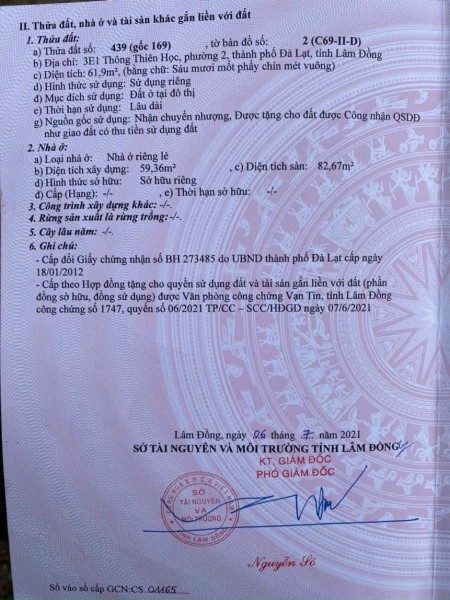 II. Thửa đất, nhà ở và tài sản khác gắn liền với đất
1. Thửa đất:
a) Thửa đất số: 439 (gốc 169) , tờ bản đồ số: 2 (C69-II-D)
b) Địa chỉ: 3E1 Thông Thiên Học, phường 2, thành phố Đà Lạt, tỉnh Lâm Đồng
c) Diện tích: 61,9m², (bằng chữ: Sáu mươi mốt phẩy chín mét vuông)
d) Hình thức sử dụng: Sử dụng riêng
đ) Mục đích sử dụng: Đất ở tại đô thị
e) Thời hạn sử dụng: Lâu dài
g) Nguồn gốc sử dụng: Nhận chuyển nhượng, Được tặng cho đất được Công nhận QSDĐ
như giao đất có thu tiền sử dụng đất
2. Nhà ở:
a) Loại nhà ở: Nhà ở riêng lẻ
b) Diện tích xây dựng: 59,36m² , c) Diện tích sàn: 82,67m²
d) Hình thức sở hữu: Sở hữu riêng
đ) Cấp (Hạng): -/- , e) Thời hạn sở hữu: -/-
3. Công trình xây dựng khác: -/-
4. Rừng sản xuất là rừng trồng:-/-
5. Cây lâu năm: -/-
6. Ghi chú:
- Cấp đổi Giấy chứng nhận số BH 273485 do UBND thành phố Đà Lạt cấp ngày
18/01/2012
- Cấp theo Hợp đồng tặng cho quyền sử dụng đất và tài sản gắn liền với đất (phần
đồng sở hữu, đồng sử dụng) được Văn phòng công chứng Vạn Tin, tỉnh Lâm Đồng
công chứng số 1747, quyển số 06/2021 TP/CC – SCC/HĐGD ngày 07/6/2021
Lâm Đồng, ngày 06 tháng 7 năm 2021
SỞ TÀI NGUYÊN VÀ MÔI TRƯỜNG TỈNH LÂM ĐỒNG
KT. GIÁM ĐỐC
PHÓ GIÁM ĐỐC
SỞ
TÀI NGUYÊN
VÀ
MÔI TRƯỜNG
TỈNH LÂM ĐỒNG
Nguyễn Số
Số vào sổ cấp GCN:CS 01165